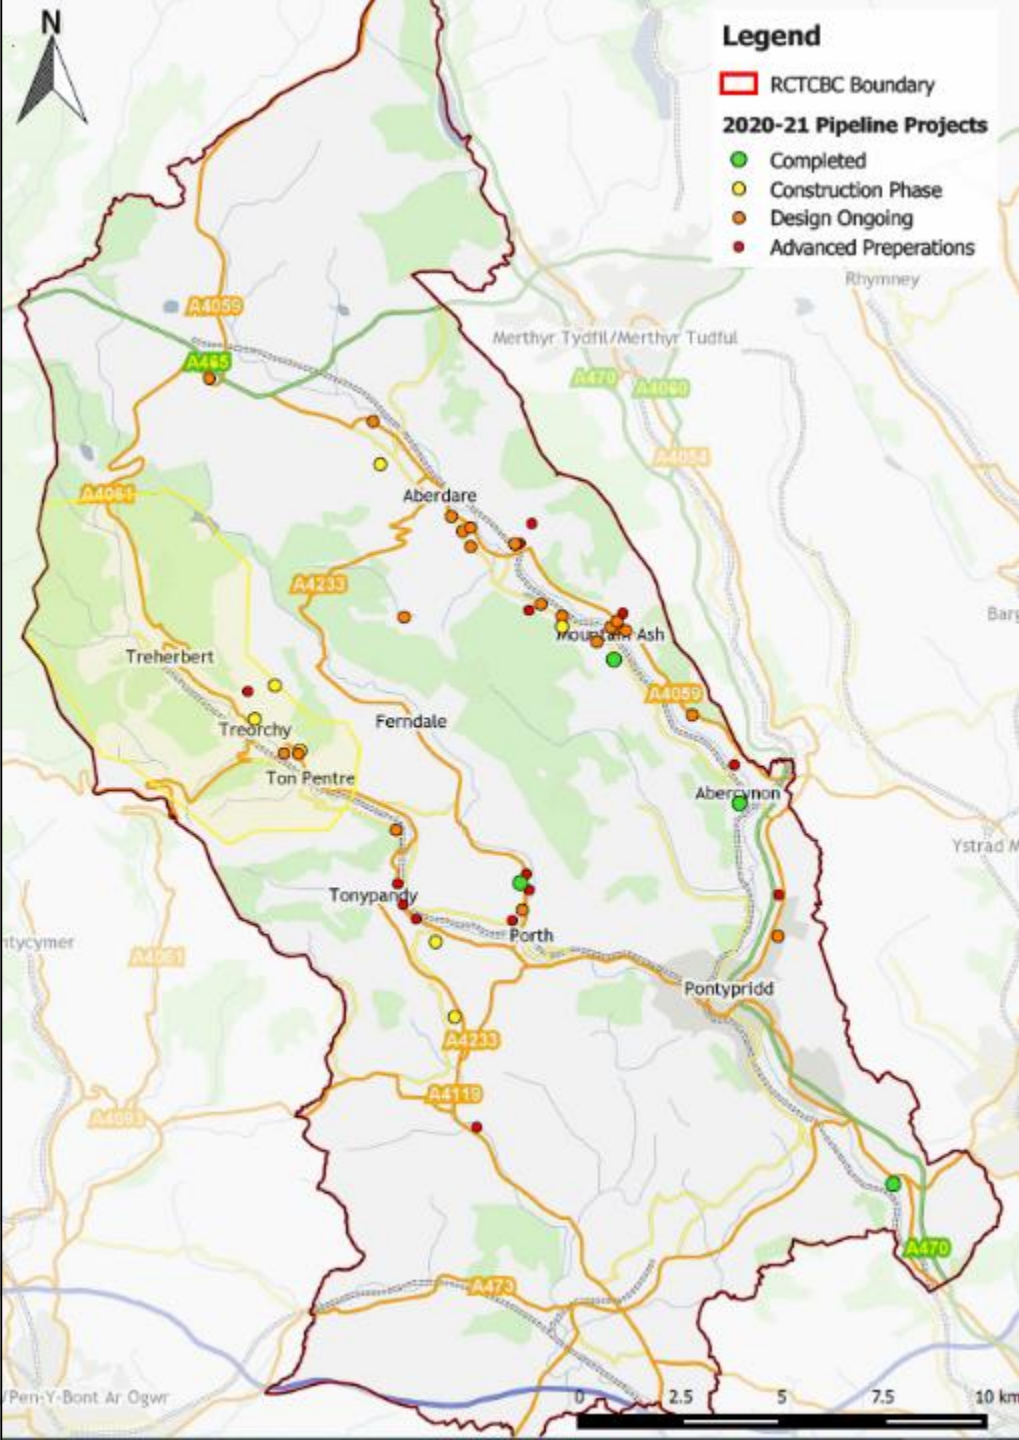 N
Legend
RCTCBC Boundary
2020-21 Pipeline Projects
Completed
Construction Phase
Design Ongoing
Advanced Preperations
Rhymney
A4059
Merthyr Tydfil/Merthyr Tudful
A465
A470
A4060
A4054
A4061
Aberdare
A4233
Mountain Ash
Treherbert
A4059
Ferndale
Treorchy
Ton Pentre
Abercynon
Tonypandy
Porth
A4061
Pontypridd
A4233
A4119
A4093
A470
A473
/Pen-Y-Bont Ar Ogwr
0 2.5 5 7.5 10 km